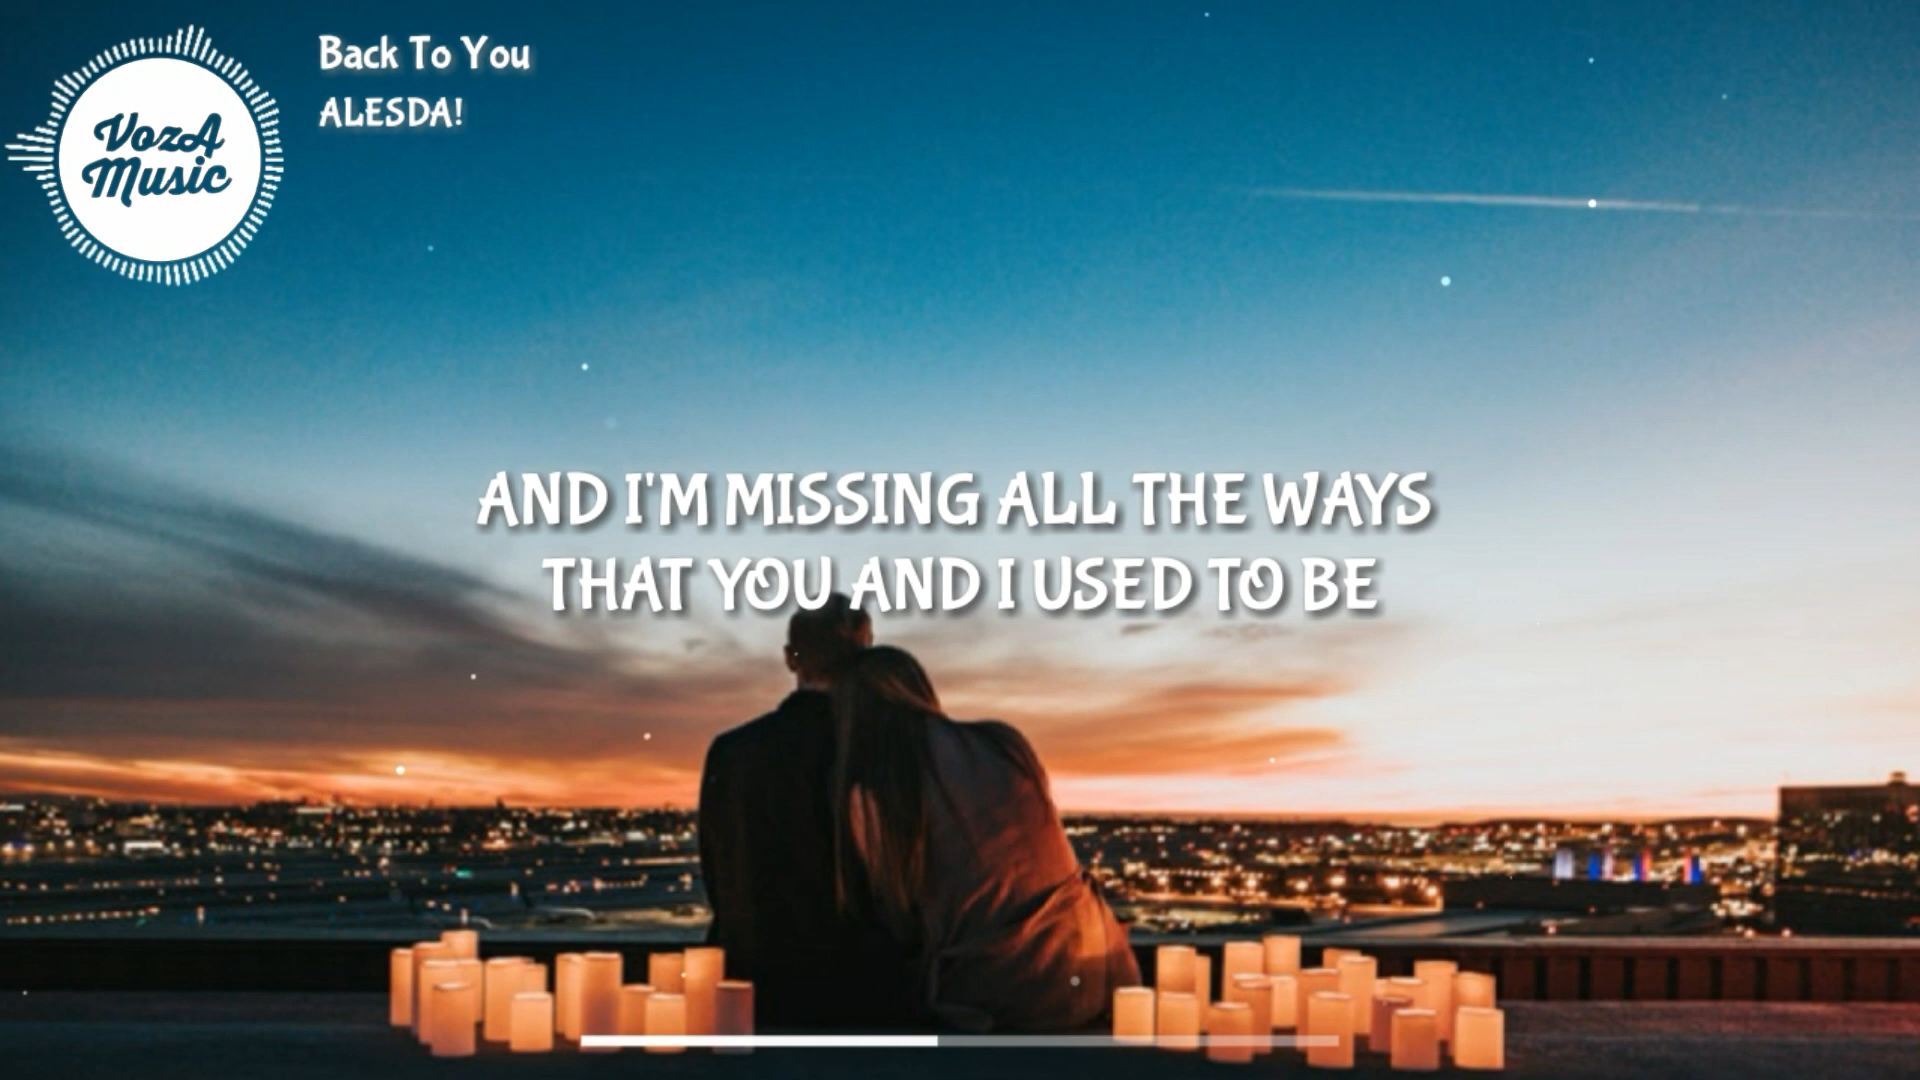 VozA
Music
Back To You
ALESDA!
AND I'M MISSING ALL THE WAYS
THAT YOU AND I USED TO BE